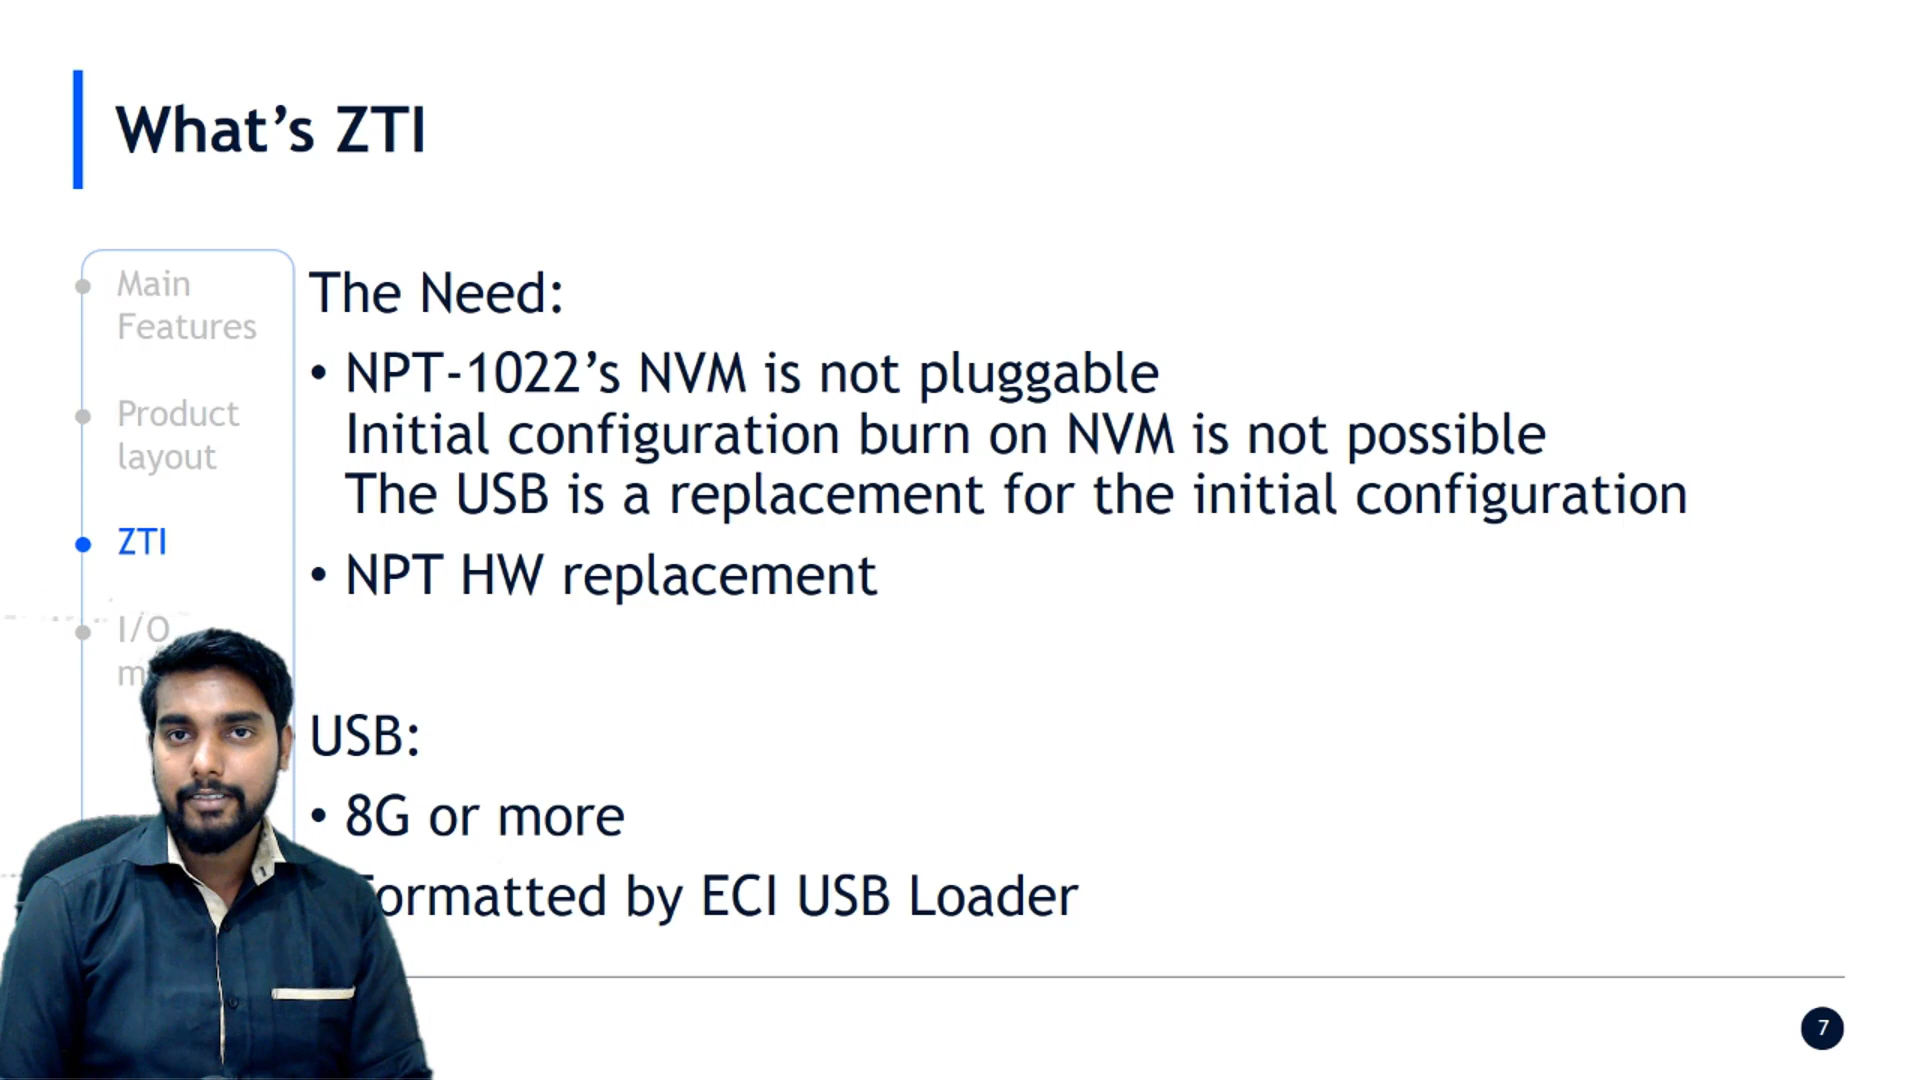 What’s ZTI
Main
Features
Product
layout
ZTI
I/O
The Need:
• NPT-1022’s NVM is not pluggable
Initial configuration burn on NVM is not possible
The USB is a replacement for the initial configuration
• NPT HW replacement
USB:
• 8G or more
Formatted by ECI USB Loader
7